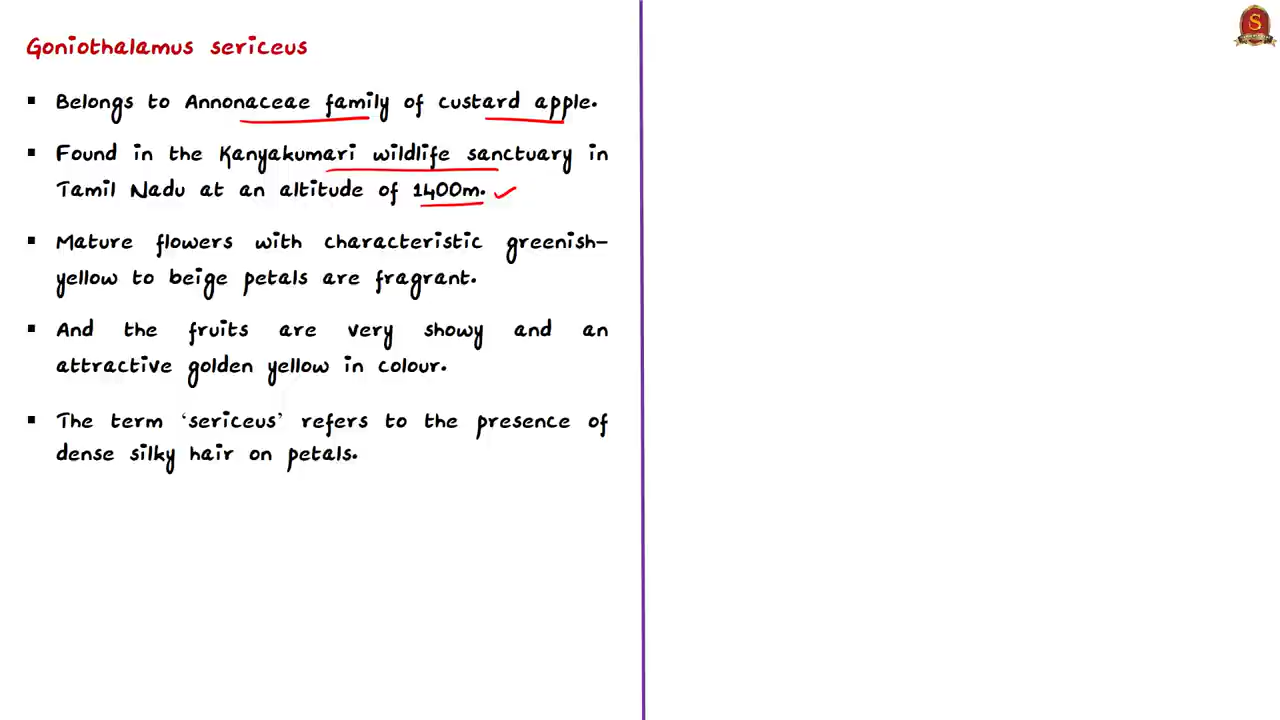 Goniothalamus sericeus
▪ Belongs to Annonaceae family of custard apple.
▪ Found in the Kanyakumari wildlife sanctuary in
Tamil Nadu at an altitude of 1400m.
▪ Mature flowers with characteristic greenish-
yellow to beige petals are fragrant.
▪ And the fruits are very showy and an
attractive golden yellow in colour.
▪ The term ‘sericeus’ refers to the presence of
dense silky hair on petals.
S